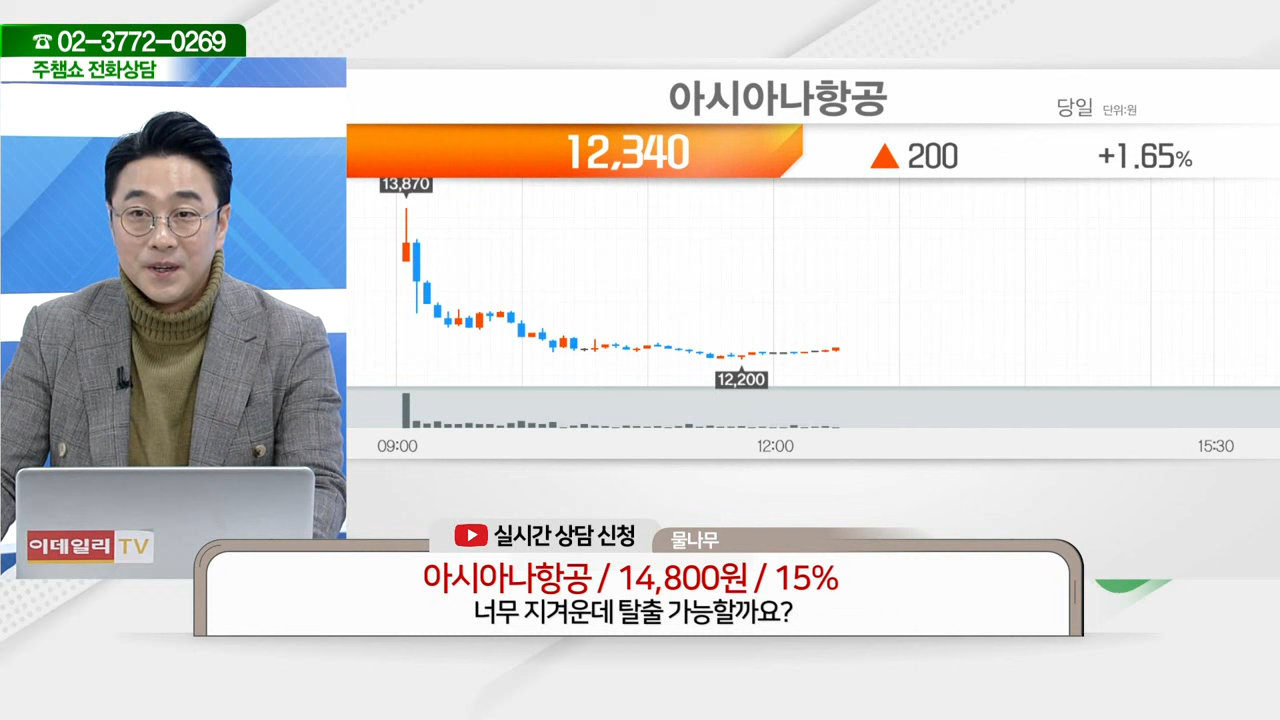 ☎ 02-3772-0269
주챔쇼 전화상담
아시아나항공
당일 단위:원
12,340 ▲ 200 +1.65%
13,870
12,200
09:00 12:00 15:30
이데일리 TV
실시간 상담 신청 물나무
아시아나항공 / 14,800원 / 15%
너무 지겨운데 탈출 가능할까요?